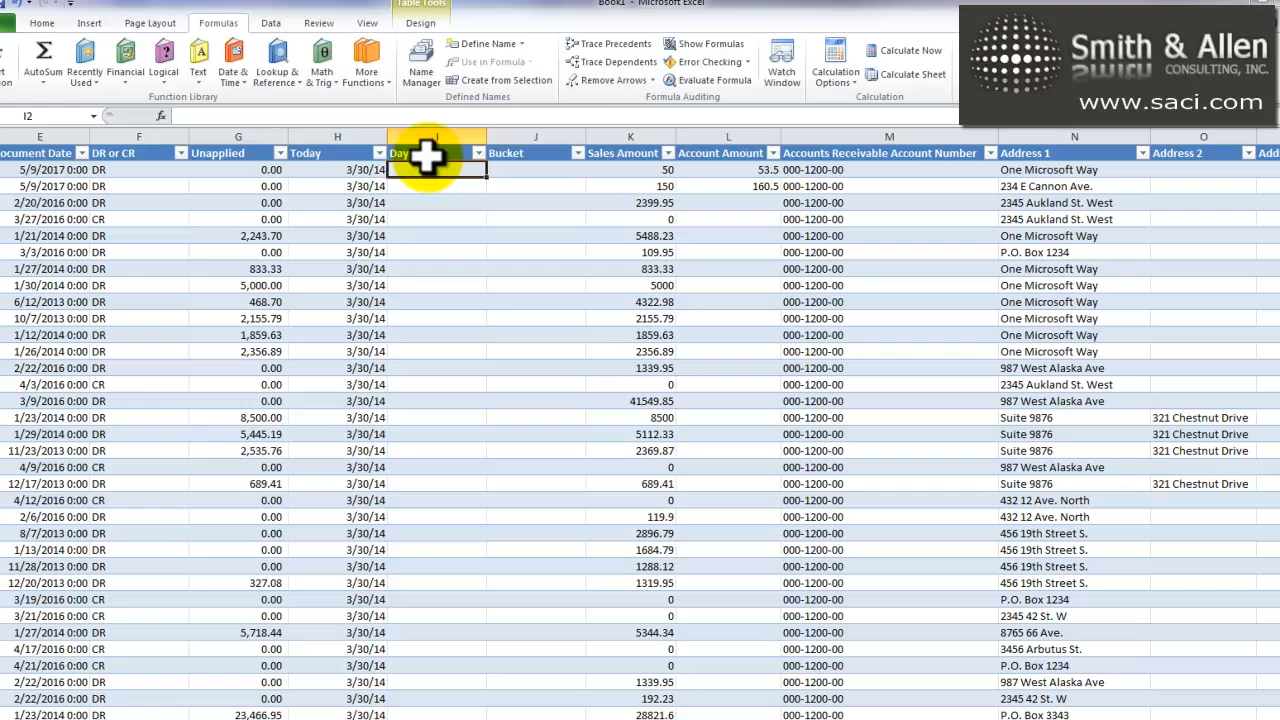 Table Tools
Book1 - Microsoft Excel
Home Insert Page Layout Formulas Data Review View Design
Smith & Allen
CONSULTING, INC.
www.saci.com
Σ
AutoSum
Recently Used
Financial
Logical
Text
Date & Time
Lookup & Reference
Math & Trig
More Functions
Function Library
Name Manager
Define Name
Use in Formula
Create from Selection
Defined Names
Trace Precedents
Trace Dependents
Remove Arrows
Show Formulas
Error Checking
Evaluate Formula
Formula Auditing
Watch Window
Calculation Options
Calculate Now
Calculate Sheet
Calculation
I2 fx
E F G H I J K L M N O
ocument Date DR or CR Unapplied Today Day Bucket Sales Amount Account Amount Accounts Receivable Account Number Address 1 Address 2 Add
5/9/2017 0:00 DR 0.00 3/30/14 50 53.5 000-1200-00 One Microsoft Way
5/9/2017 0:00 DR 0.00 3/30/14 150 160.5 000-1200-00 234 E Cannon Ave.
2/20/2016 0:00 DR 0.00 3/30/14 2399.95 000-1200-00 2345 Aukland St. West
3/27/2016 0:00 CR 0.00 3/30/14 0 000-1200-00 2345 Aukland St. West
1/21/2014 0:00 DR 2,243.70 3/30/14 5488.23 000-1200-00 One Microsoft Way
3/3/2016 0:00 DR 0.00 3/30/14 109.95 000-1200-00 P.O. Box 1234
1/27/2014 0:00 DR 833.33 3/30/14 833.33 000-1200-00 One Microsoft Way
1/30/2014 0:00 DR 5,000.00 3/30/14 5000 000-1200-00 One Microsoft Way
6/12/2013 0:00 DR 468.70 3/30/14 4322.98 000-1200-00 One Microsoft Way
10/7/2013 0:00 DR 2,155.79 3/30/14 2155.79 000-1200-00 One Microsoft Way
1/12/2014 0:00 DR 1,859.63 3/30/14 1859.63 000-1200-00 One Microsoft Way
1/26/2014 0:00 DR 2,356.89 3/30/14 2356.89 000-1200-00 One Microsoft Way
2/22/2016 0:00 DR 0.00 3/30/14 1339.95 000-1200-00 987 West Alaska Ave
4/3/2016 0:00 CR 0.00 3/30/14 0 000-1200-00 2345 Aukland St. West
3/9/2016 0:00 DR 0.00 3/30/14 41549.95 000-1200-00 987 West Alaska Ave
1/23/2014 0:00 DR 8,500.00 3/30/14 8500 000-1200-00 Suite 9876 321 Chestnut Drive
1/29/2014 0:00 DR 5,445.19 3/30/14 5112.33 000-1200-00 Suite 9876 321 Chestnut Drive
11/23/2013 0:00 DR 2,535.76 3/30/14 2369.87 000-1200-00 Suite 9876 321 Chestnut Drive
4/9/2016 0:00 CR 0.00 3/30/14 0 000-1200-00 987 West Alaska Ave
12/17/2013 0:00 DR 689.41 3/30/14 689.41 000-1200-00 Suite 9876 321 Chestnut Drive
4/12/2016 0:00 CR 0.00 3/30/14 0 000-1200-00 432 12 Ave. North
2/6/2016 0:00 DR 0.00 3/30/14 119.9 000-1200-00 432 12 Ave. North
8/7/2013 0:00 DR 0.00 3/30/14 2896.79 000-1200-00 456 19th Street S.
1/13/2014 0:00 DR 0.00 3/30/14 1684.79 000-1200-00 456 19th Street S.
11/28/2013 0:00 DR 0.00 3/30/14 1288.12 000-1200-00 456 19th Street S.
12/20/2013 0:00 DR 327.08 3/30/14 1319.95 000-1200-00 456 19th Street S.
3/19/2016 0:00 CR 0.00 3/30/14 0 000-1200-00 P.O. Box 1234
3/21/2016 0:00 CR 0.00 3/30/14 0 000-1200-00 2345 42 St. W
1/27/2014 0:00 DR 5,718.44 3/30/14 5344.34 000-1200-00 8765 66 Ave.
4/17/2016 0:00 CR 0.00 3/30/14 0 000-1200-00 3456 Arbutus St.
4/21/2016 0:00 CR 0.00 3/30/14 0 000-1200-00 P.O. Box 1234
2/22/2016 0:00 DR 0.00 3/30/14 1339.95 000-1200-00 987 West Alaska Ave
2/22/2016 0:00 DR 0.00 3/30/14 192.23 000-1200-00 2345 42 St. W
1/23/2014 0:00 DR 23,466.95 3/30/14 28821.6 000-1200-00 P.O. Box 3343